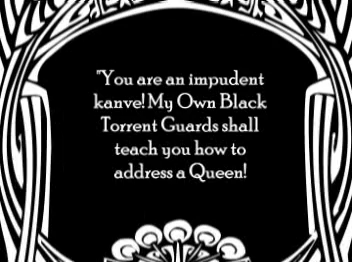 "You are an impudent
kanve! My Own Black
Torrent Guards shall
teach you how to
address a Queen!